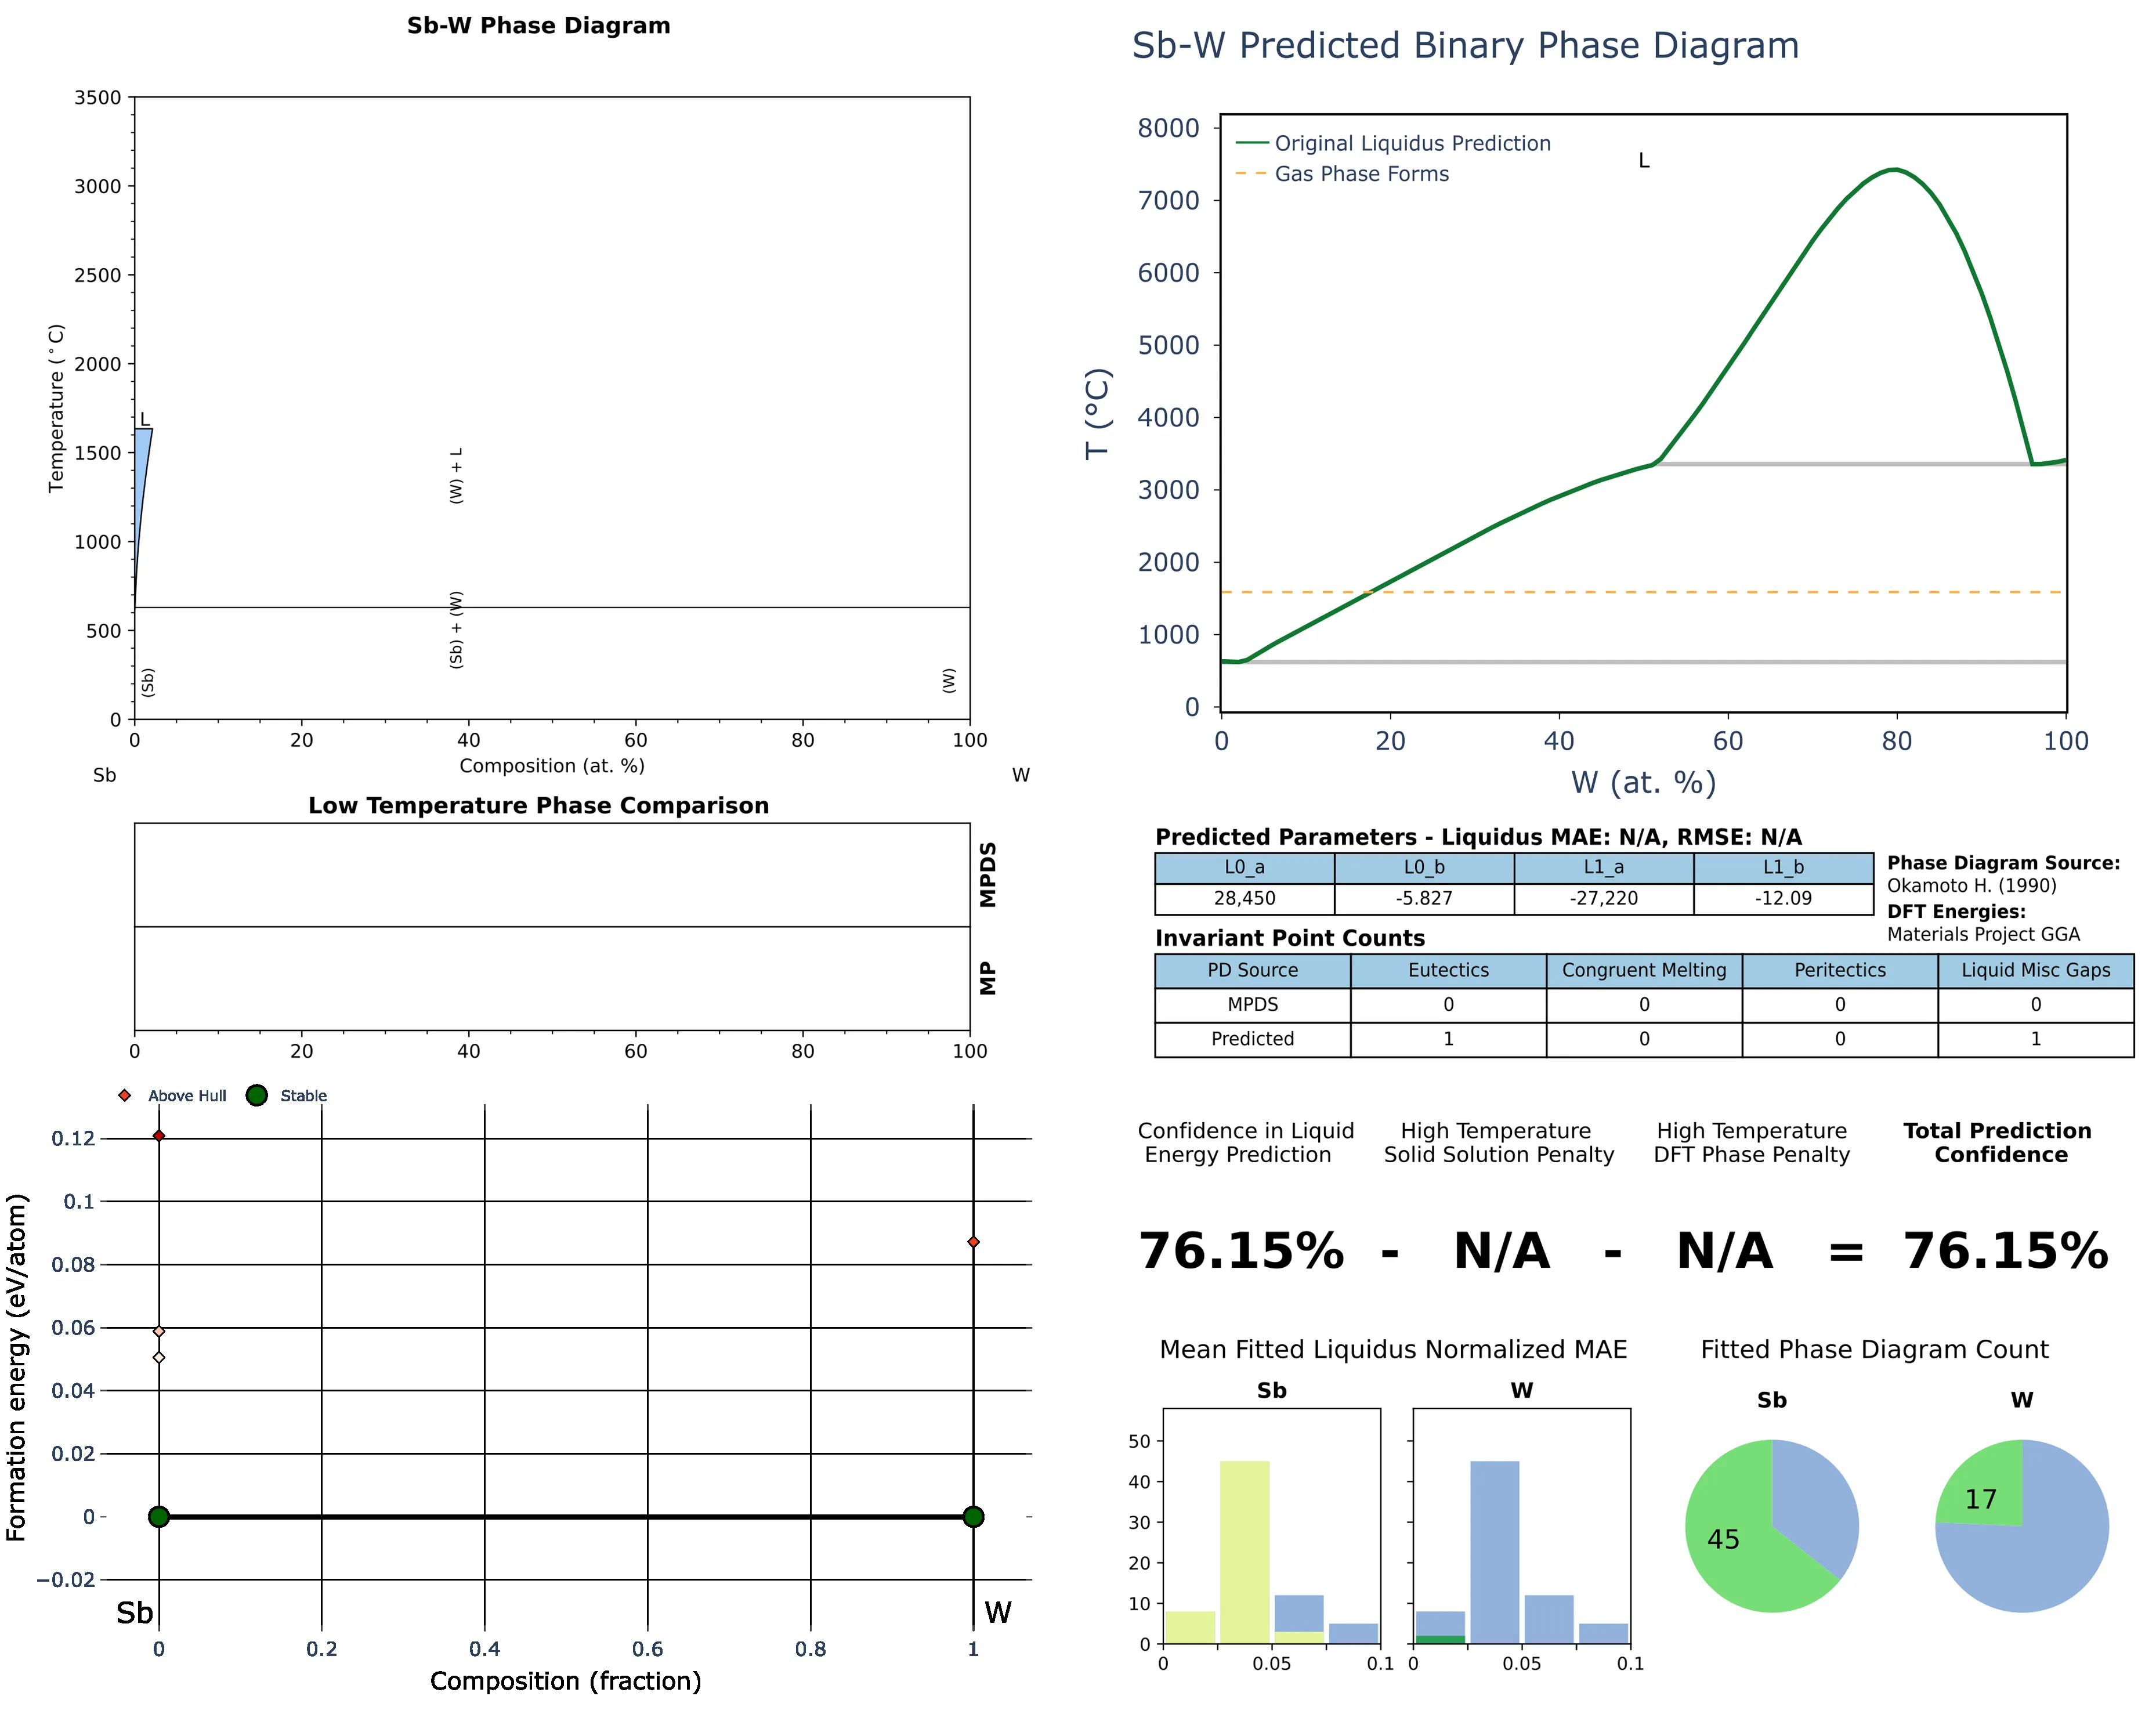 Sb-W Phase Diagram
3500
3000
2500
2000
1500
1000
500
0
Temperature (°C)
L
(W) + L
(Sb) + (W)
(Sb)
(W)
0 20 40 60 80 100
Composition (at. %)
Sb W
Low Temperature Phase Comparison
MPDS
MP
0 20 40 60 80 100
Above Hull Stable
0.12
0.1
0.08
0.06
0.04
0.02
0
−0.02
Formation energy (eV/atom)
Sb W
0 0.2 0.4 0.6 0.8 1
Composition (fraction)
Sb-W Predicted Binary Phase Diagram
Original Liquidus Prediction
Gas Phase Forms
L
8000
7000
6000
5000
4000
3000
2000
1000
0
T (°C)
0 20 40 60 80 100
W (at. %)
Predicted Parameters - Liquidus MAE: N/A, RMSE: N/A
L0_a L0_b L1_a L1_b
28,450 -5.827 -27,220 -12.09
Phase Diagram Source:
Okamoto H. (1990)
DFT Energies:
Materials Project GGA
Invariant Point Counts
PD Source Eutectics Congruent Melting Peritectics Liquid Misc Gaps
MPDS 0 0 0 0
Predicted 1 0 0 1
Confidence in Liquid
Energy Prediction
High Temperature
Solid Solution Penalty
High Temperature
DFT Phase Penalty
Total Prediction
Confidence
76.15% - N/A - N/A = 76.15%
Mean Fitted Liquidus Normalized MAE
Sb W
50
40
30
20
10
0
0 0.05 0.1 0 0.05 0.1
Fitted Phase Diagram Count
Sb W
45
17